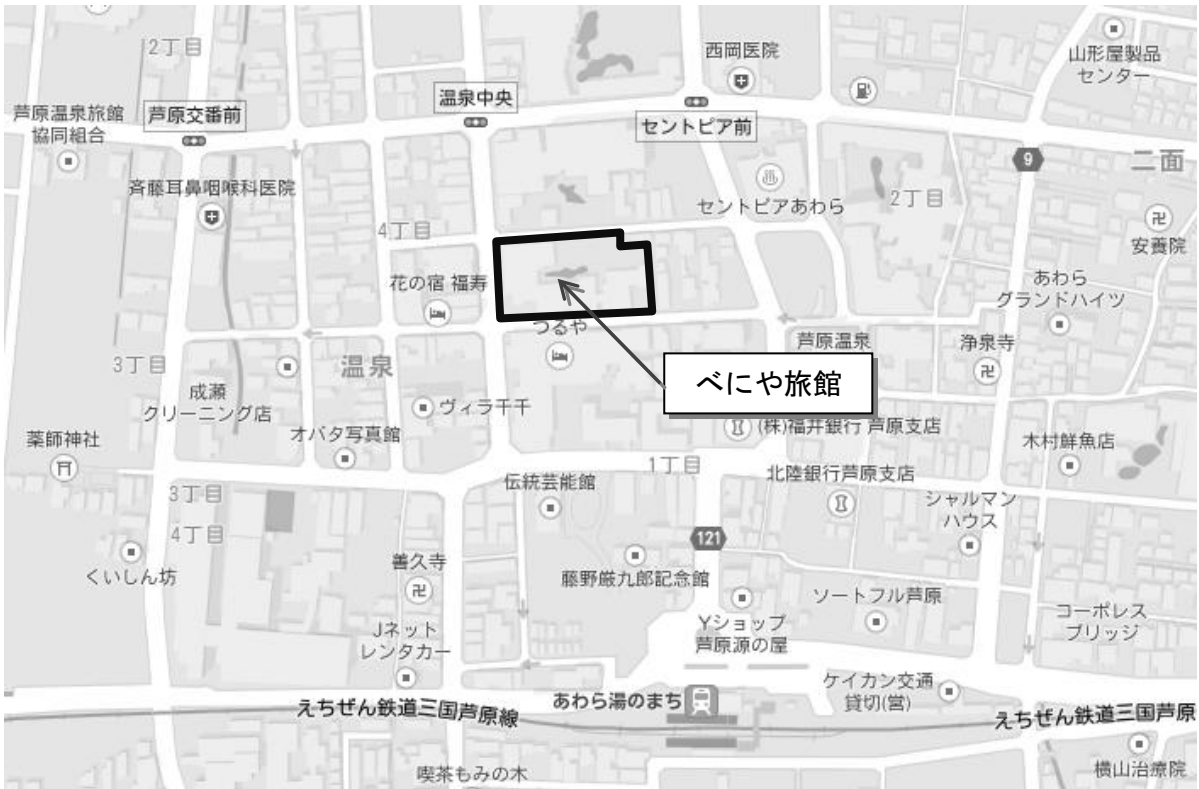 2丁目
西岡医院
山形屋製品
センター
芦原温泉旅館
協同組合
芦原交番前
温泉中央
セントピア前
9
二面
斉藤耳鼻咽喉科医院
セントピアあわら
2丁目
4丁目
安養院
花の宿 福寿
あわら
グランドハイツ
つるや
芦原温泉
浄泉寺
3丁目
温泉
べにや旅館
成瀬
クリーニング店
ヴィラ千千
(株)福井銀行 芦原支店
オバタ写真館
薬師神社
木村鮮魚店
1丁目
北陸銀行芦原支店
伝統芸能館
3丁目
シャルマン
ハウス
4丁目
121
善久寺
くいしん坊
藤野厳九郎記念館
ソートフル芦原
Yショップ
芦原源の屋
コーポレス
ブリッジ
Jネット
レンタカー
ケイカン交通
貸切(営)
あわら湯のまち
えちぜん鉄道三国芦原線
えちぜん鉄道三国芦原
喫茶もみの木
横山治療院